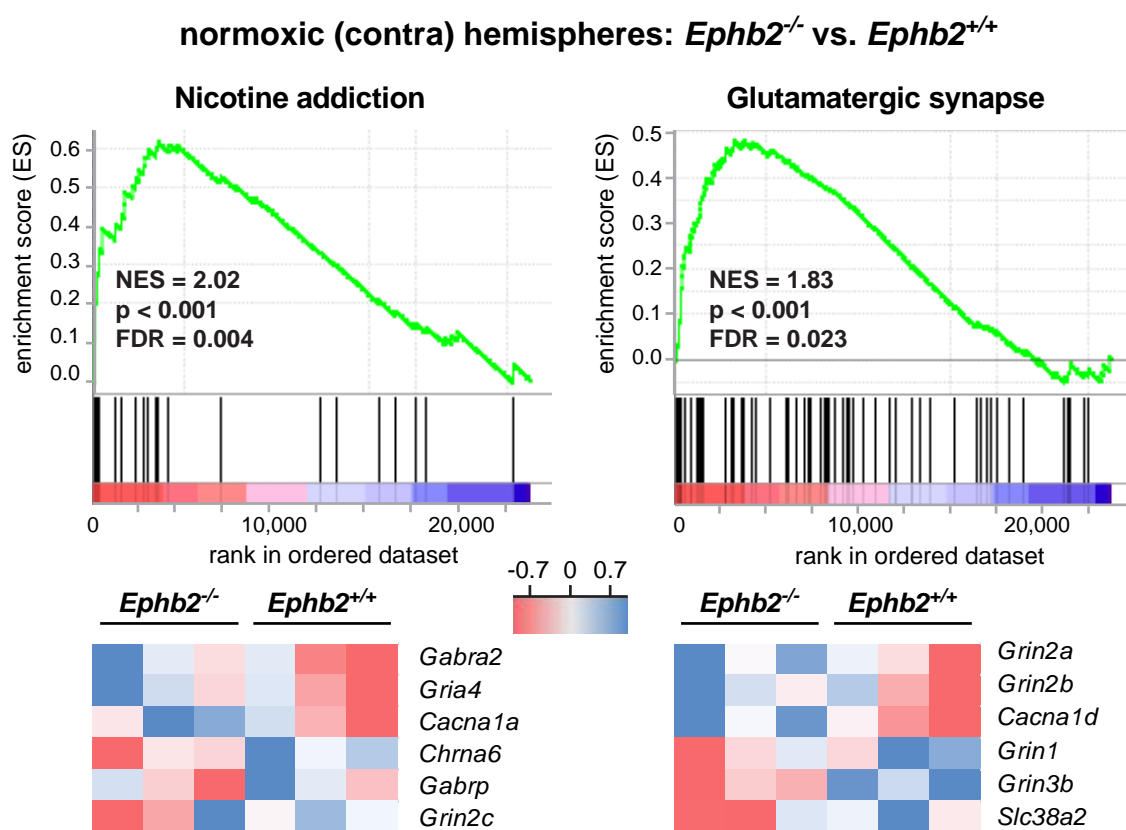 normoxic (contra) hemispheres: Ephb2-/- vs. Ephb2+/+
Nicotine addiction
enrichment score (ES)
0.6
0.5
0.4
0.3
0.2
0.1
0.0
NES = 2.02
p < 0.001
FDR = 0.004
0 10,000 20,000
rank in ordered dataset
Glutamatergic synapse
enrichment score (ES)
0.5
0.4
0.3
0.2
0.1
0.0
NES = 1.83
p < 0.001
FDR = 0.023
0 10,000 20,000
rank in ordered dataset
-0.7 0 0.7
Ephb2-/- Ephb2+/+
Gabra2
Gria4
Cacna1a
Chrna6
Gabrp
Grin2c
Ephb2-/- Ephb2+/+
Grin2a
Grin2b
Cacna1d
Grin1
Grin3b
Slc38a2